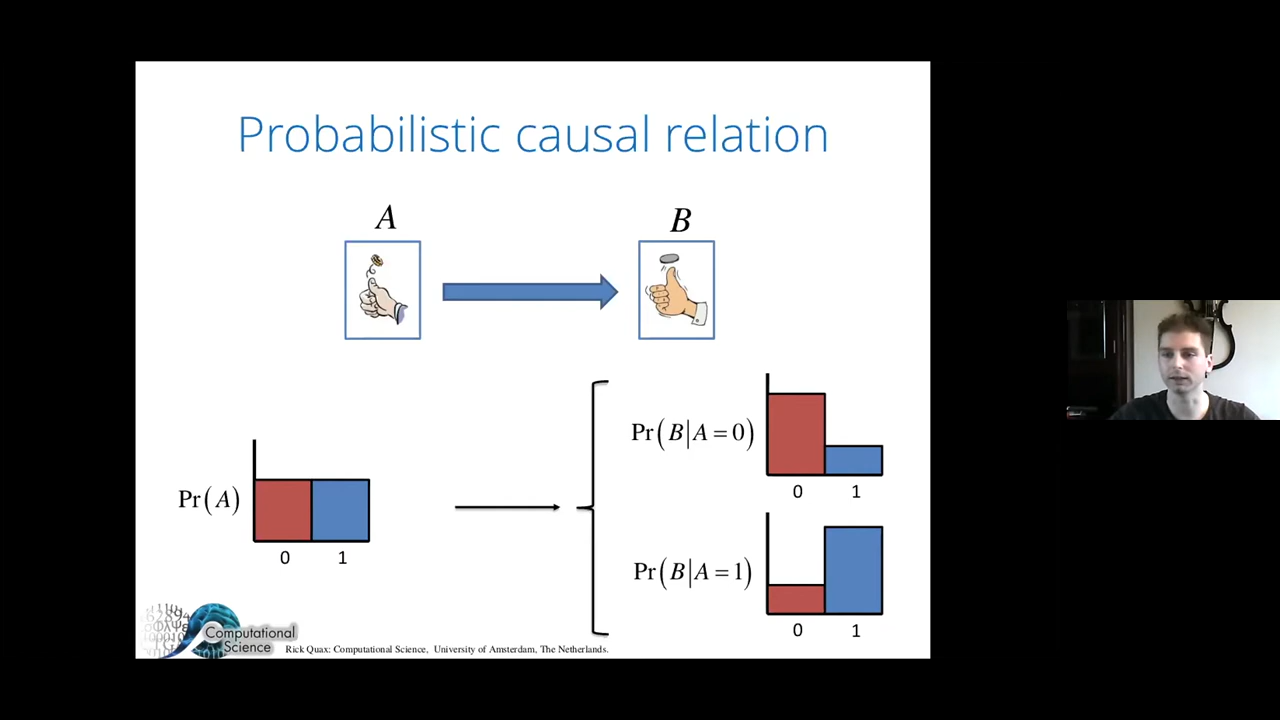 Probabilistic causal relation
A
B
Pr(B|A = 0)
0 1
Pr(A)
0 1
Pr(B|A = 1)
0 1
Computational
Science
Rick Quax: Computational Science, University of Amsterdam, The Netherlands.